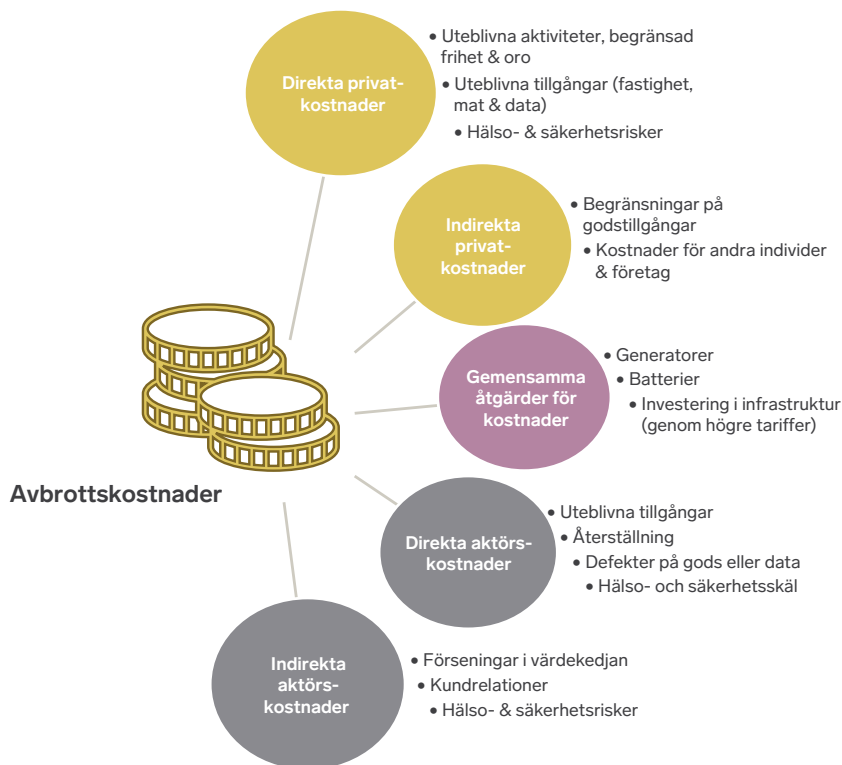 Direkta privat-
kostnader
• Uteblivna aktiviteter, begränsad
frihet & oro
• Uteblivna tillgångar (fastighet,
mat & data)
• Hälso- & säkerhetsrisker
Indirekta
privat-
kostnader
• Begränsningar på
godstillgångar
• Kostnader för andra individer
& företag
Gemensamma
åtgärder för
kostnader
• Generatorer
• Batterier
• Investering i infrastruktur
(genom högre tariffer)
Avbrottskostnader
Direkta aktörs-
kostnader
• Uteblivna tillgångar
• Återställning
• Defekter på gods eller data
• Hälso- och säkerhetsskäl
Indirekta
aktörs-
kostnader
• Förseningar i värdekedjan
• Kundrelationer
• Hälso- & säkerhetsrisker